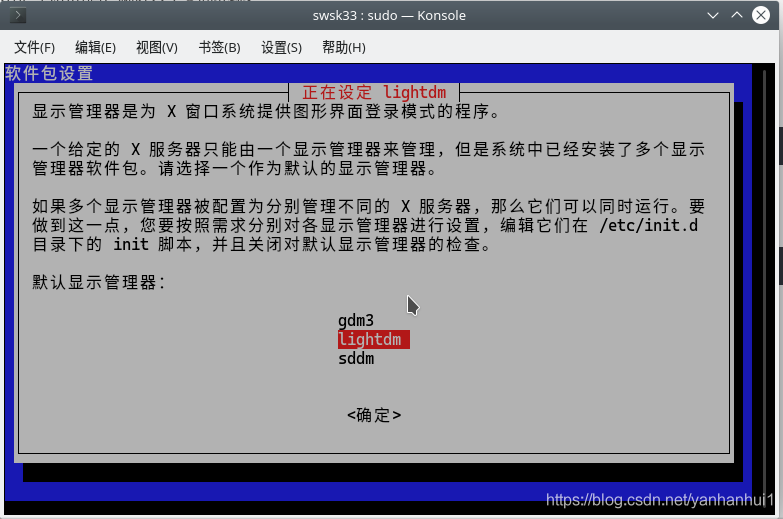 swsk33 : sudo — Konsole
文件(F) 编辑(E) 视图(V) 书签(B) 设置(S) 帮助(H)
软件包设置
正在设定 lightdm
显示管理器是为 X 窗口系统提供图形界面登录模式的程序。
一个给定的 X 服务器只能由一个显示管理器来管理，但是系统中已经安装了多个显示
管理器软件包。请选择一个作为默认的显示管理器。
如果多个显示管理器被配置为分别管理不同的 X 服务器，那么它们可以同时运行。要
做到这一点，您要按照需求分别对各显示管理器进行设置，编辑它们在 /etc/init.d
目录下的 init 脚本，并且关闭对默认显示管理器的检查。
默认显示管理器：
gdm3
lightdm
sddm
<确定>
https://blog.csdn.net/yanhanhui1